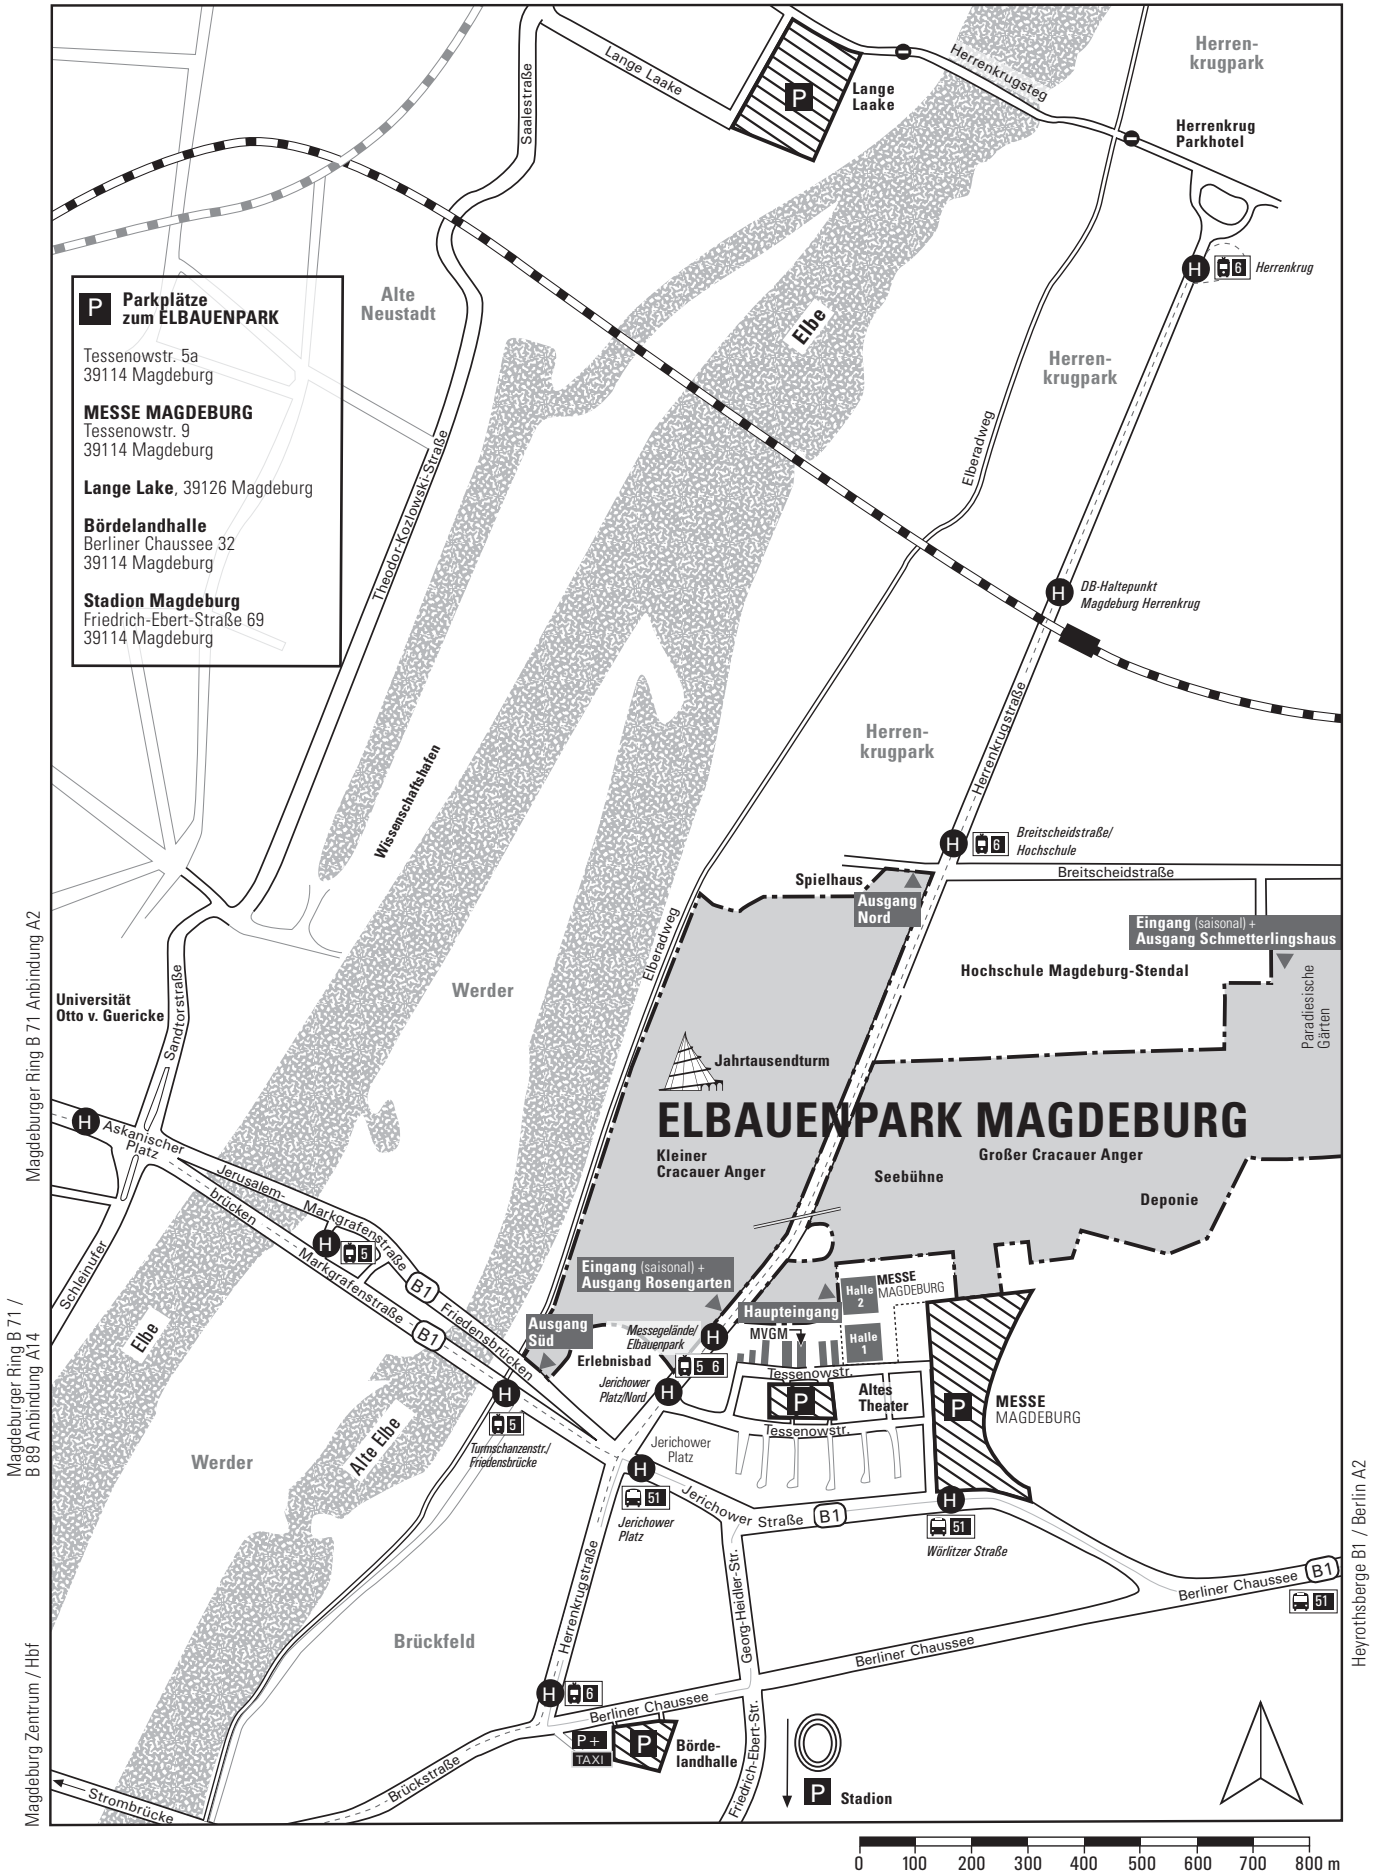 Herren-
krugpark
Lange Laake
Saalestraße
P
Lange
Laake
Herrenkrugsteg
Herrenkrug
Parkhotel
H
6
Herrenkrug
P
Parkplätze
zum ELBAUENPARK
Tessenowstr. 5a
39114 Magdeburg
MESSE MAGDEBURG
Tessenowstr. 9
39114 Magdeburg
Lange Lake, 39126 Magdeburg
Bördelandhalle
Berliner Chaussee 32
39114 Magdeburg
Stadion Magdeburg
Friedrich-Ebert-Straße 69
39114 Magdeburg
Alte
Neustadt
Elbe
Herren-
krugpark
Elberadweg
Theodor-Kozlowski-Straße
H
DB-Haltepunkt
Magdeburg Herrenkrug
Herrenkrugstraße
Herren-
krugpark
Wissenschaftshafen
H
6
Breitscheidstraße/
Hochschule
Breitscheidstraße
Spielhaus
Ausgang
Nord
Eingang (saisonal) +
Ausgang Schmetterlingshaus
Elberadweg
Hochschule Magdeburg-Stendal
Paradiesische
Gärten
Werder
Universität
Otto v. Guericke
Sandtorstraße
Magdeburger Ring B 71 Anbindung A2
Jahrtausendturm
ELBAUENPARK MAGDEBURG
Kleiner
Cracauer Anger
Großer Cracauer Anger
Seebühne
Deponie
H
Askanischer
Platz
Jerusalem-
brücken
Markgrafenstraße
H
5
Markgrafenstraße
B1
B1
Friedensbrücken
Schleinufer
Elbe
Eingang (saisonal) +
Ausgang Rosengarten
Haupteingang
Halle
2
MESSE
MAGDEBURG
Halle
1
MVGM
Ausgang
Süd
Messegelände/
Elbauenpark
H
5 6
Erlebnisbad
Jerichower
Platz/Nord
H
Tessenowstr.
P
Altes
Theater
Tessenowstr.
P
MESSE
MAGDEBURG
Magdeburger Ring B 71 /
B 89 Anbindung A14
H
5
Turmschanzenstr./
Friedensbrücke
Alte Elbe
Werder
Jerichower
Platz
H
51
Jerichower
Platz
Jerichower Straße
B1
H
51
Wörlitzer Straße
Berliner Chaussee
B1
51
Heyrothsberge B1 / Berlin A2
Herrenkrugstraße
Georg-Heidler-Str.
Brückfeld
Berliner Chaussee
H
6
Berliner Chaussee
P +
TAXI
P
Börde-
landhalle
Friedrich-Ebert-Str.
P
Stadion
Brückstraße
Strombrücke
Magdeburg Zentrum / Hbf
0 100 200 300 400 500 600 700 800 m